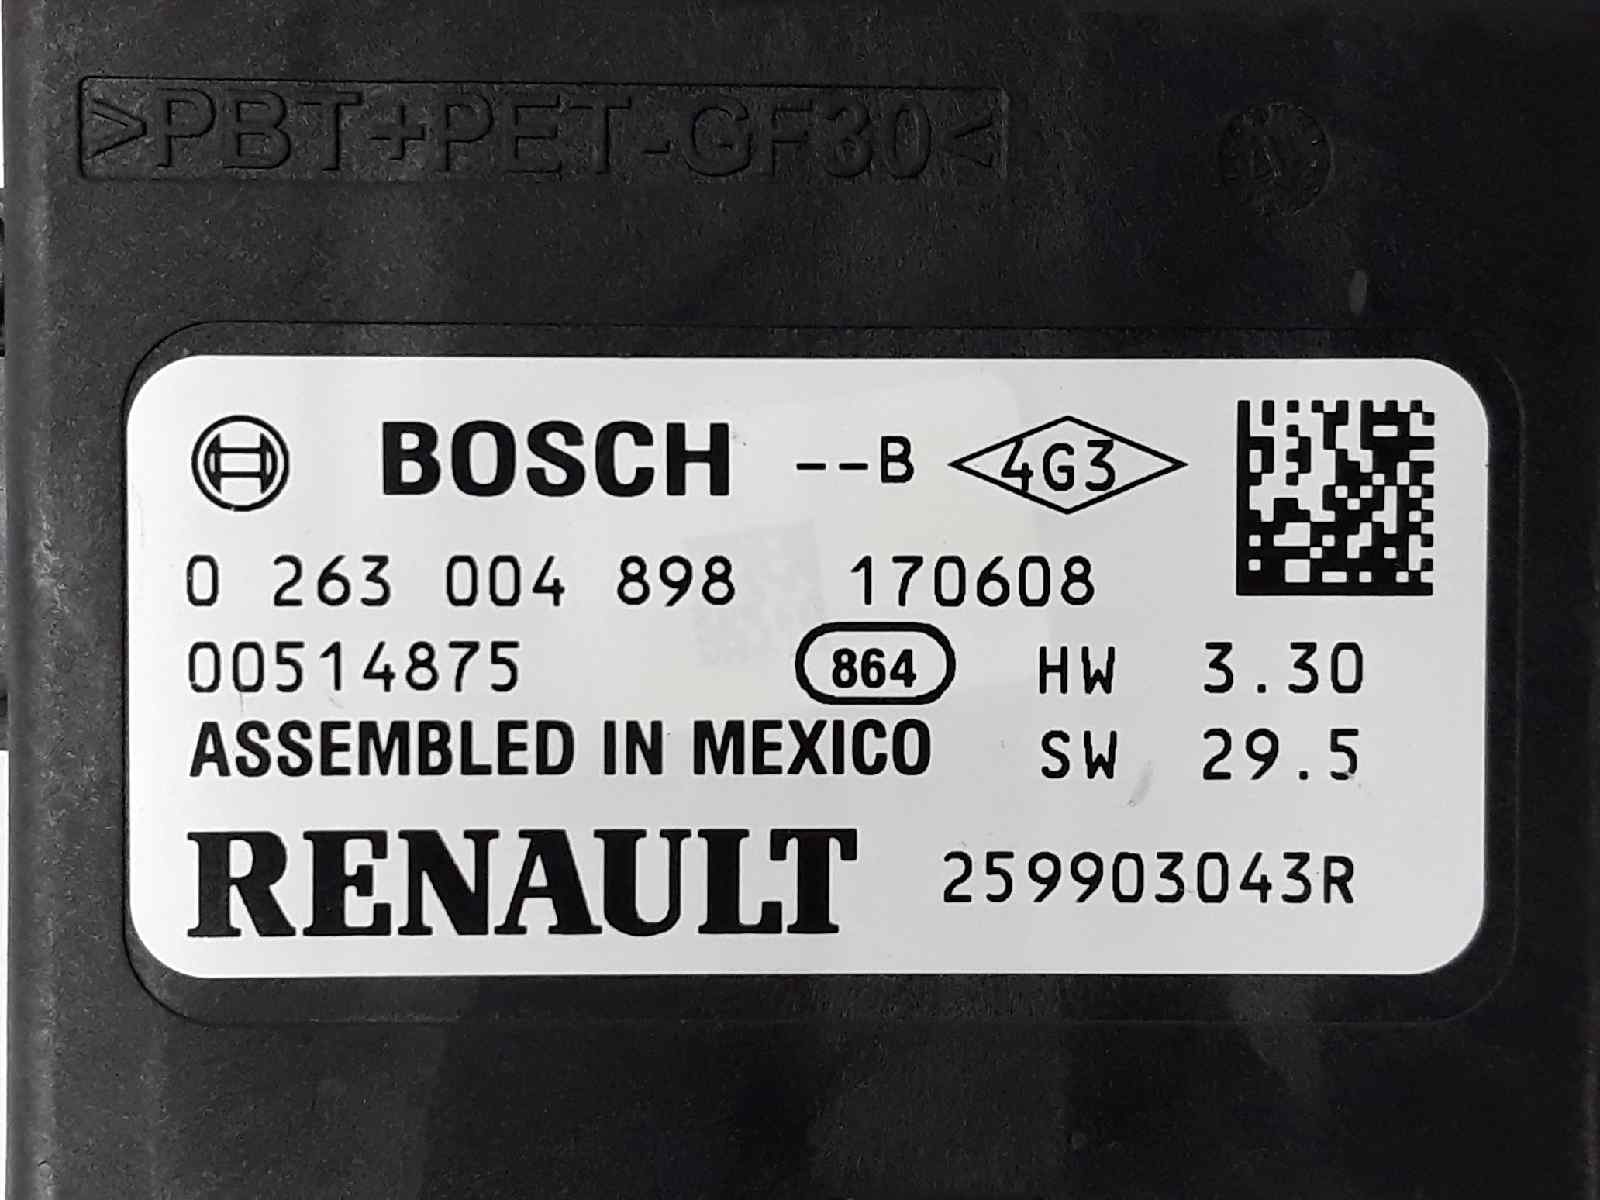 >PBT+PET-GF30<
BOSCH --B 4G3
0 263 004 898 170608
00514875 864 HW 3.30
ASSEMBLED IN MEXICO SW 29.5
RENAULT 259903043R